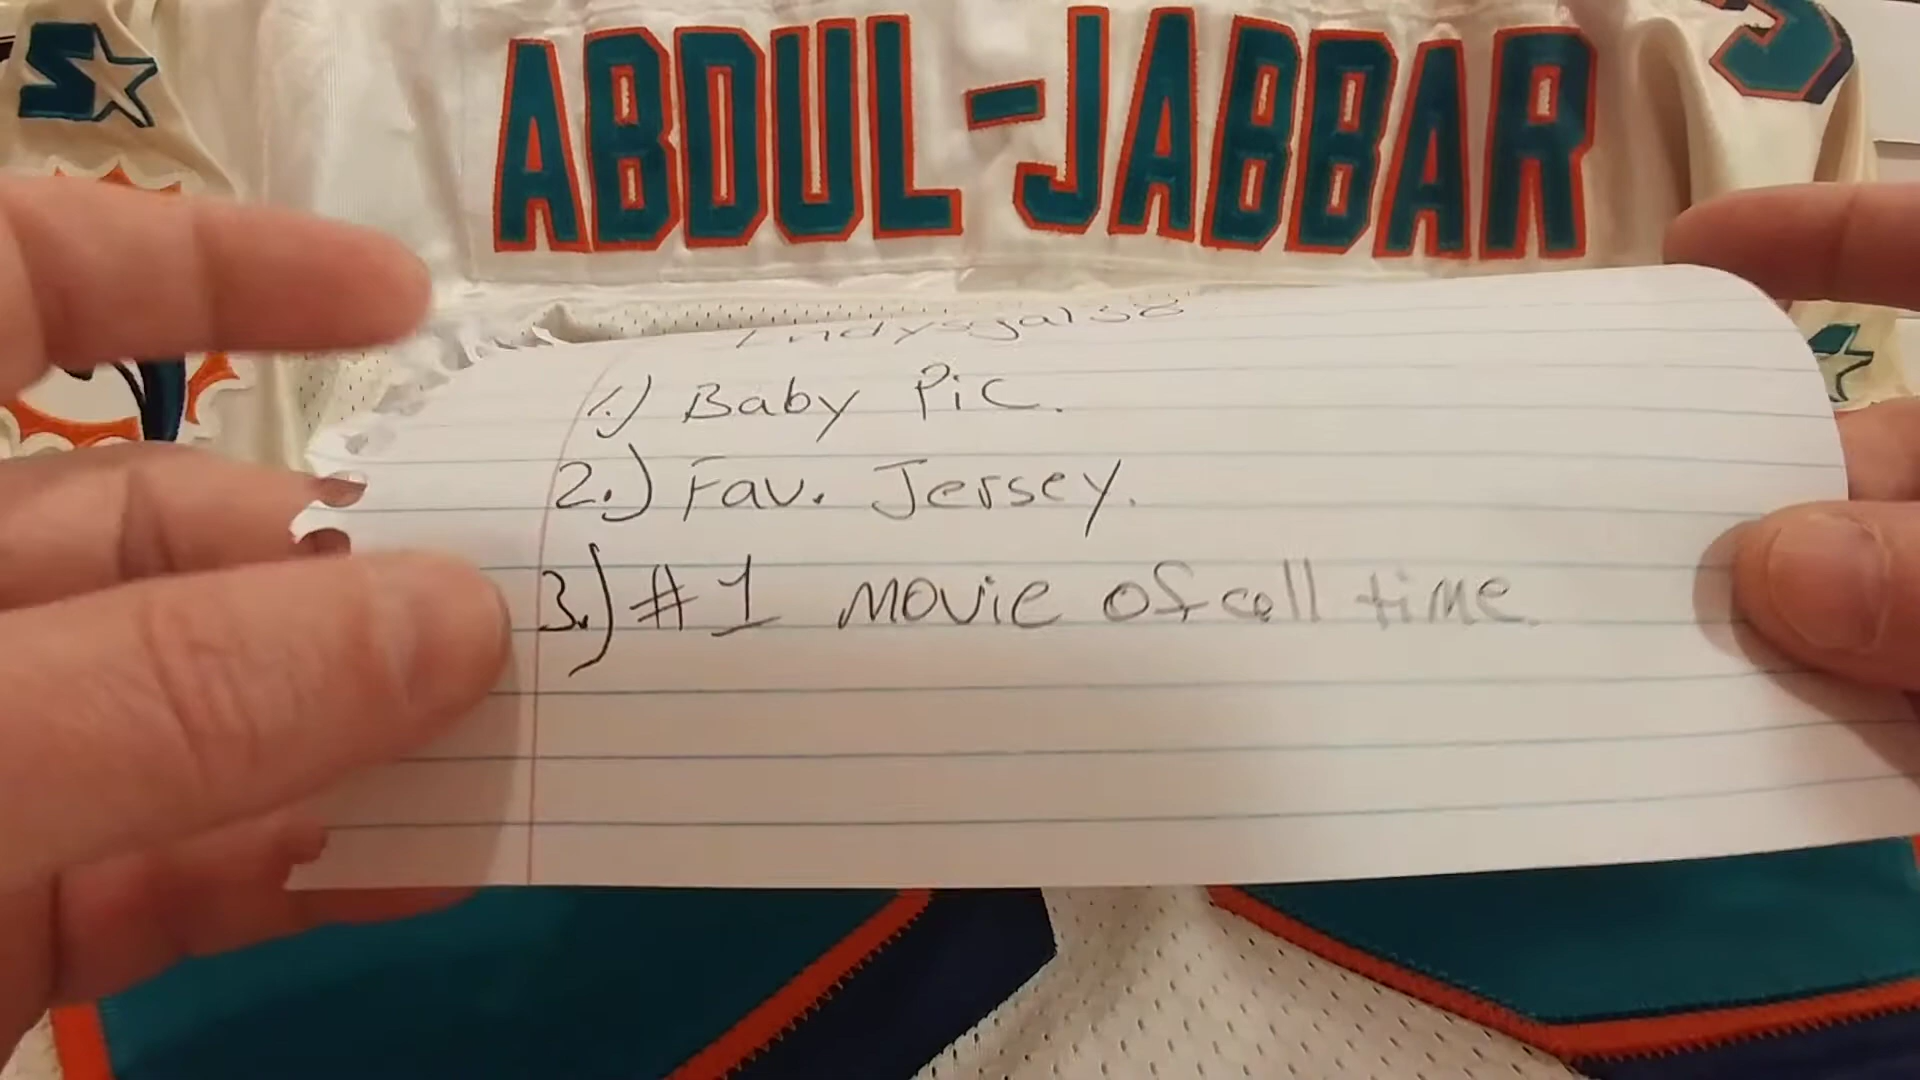 ABDUL-JABBAR
1.) Baby Pic.
2.) Fav. Jersey.
3.) #1 movie of all time.